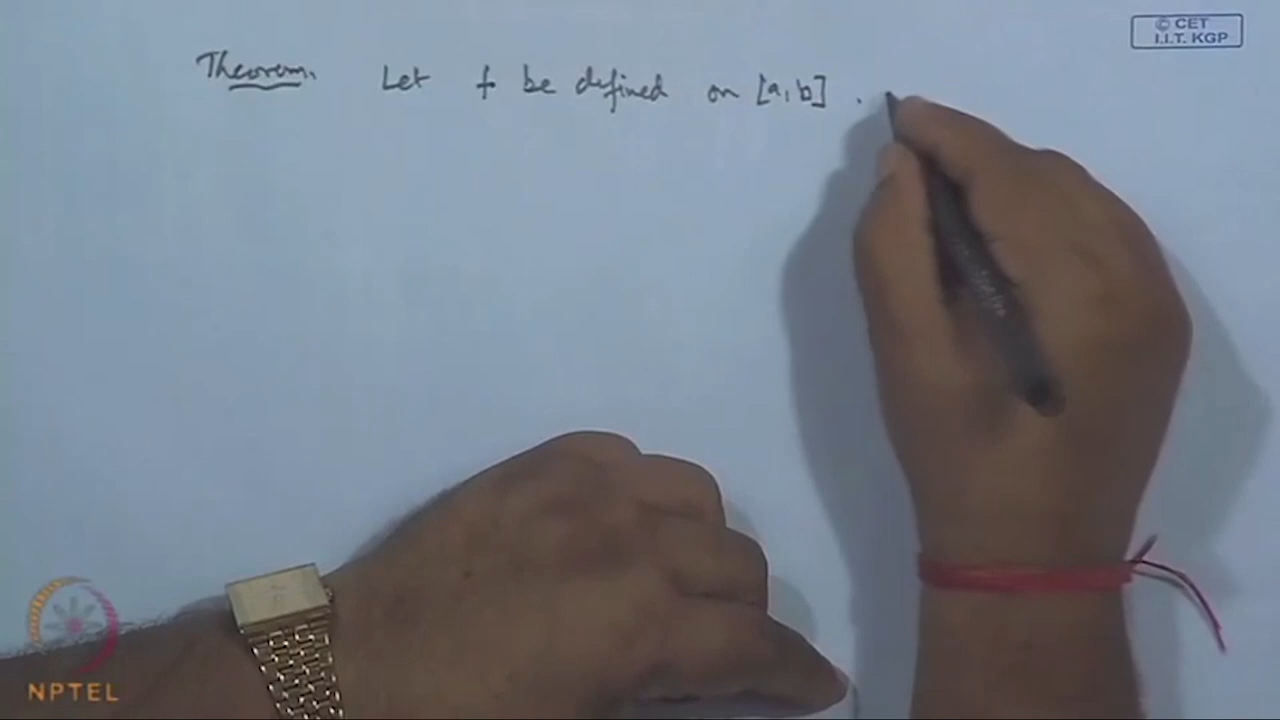 © CET
I.I.T. KGP
Theorem. Let f be defined on [a, b].
NPTEL